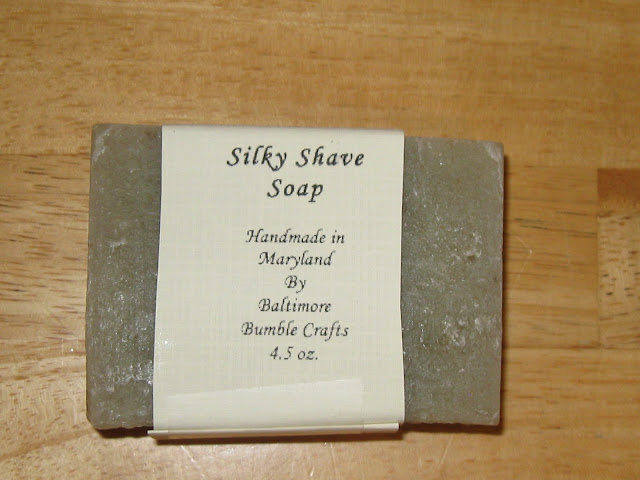 Silky Shave
Soap
Handmade in
Maryland
By
Baltimore
Bumble Crafts
4.5 oz.